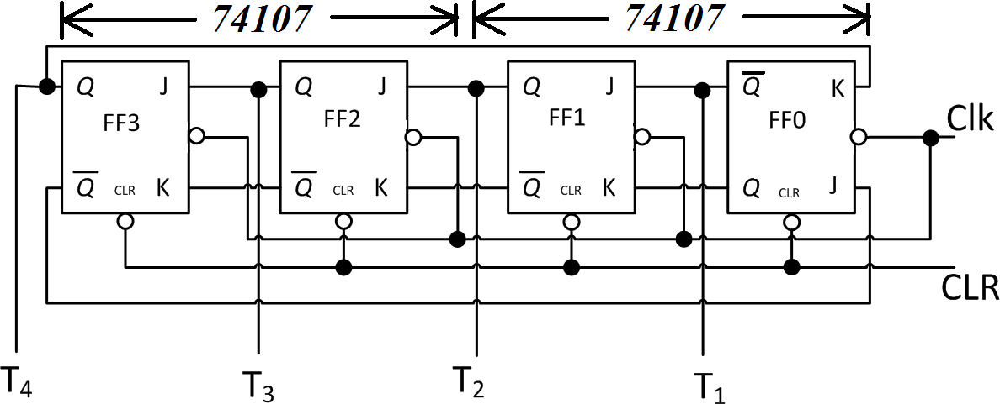 74107 74107
Q J Q J Q J Q̅ K
FF3 FF2 FF1 FF0 Clk
Q̅ CLR K Q̅ CLR K Q̅ CLR K Q CLR J
CLR
T₄ T₃ T₂ T₁